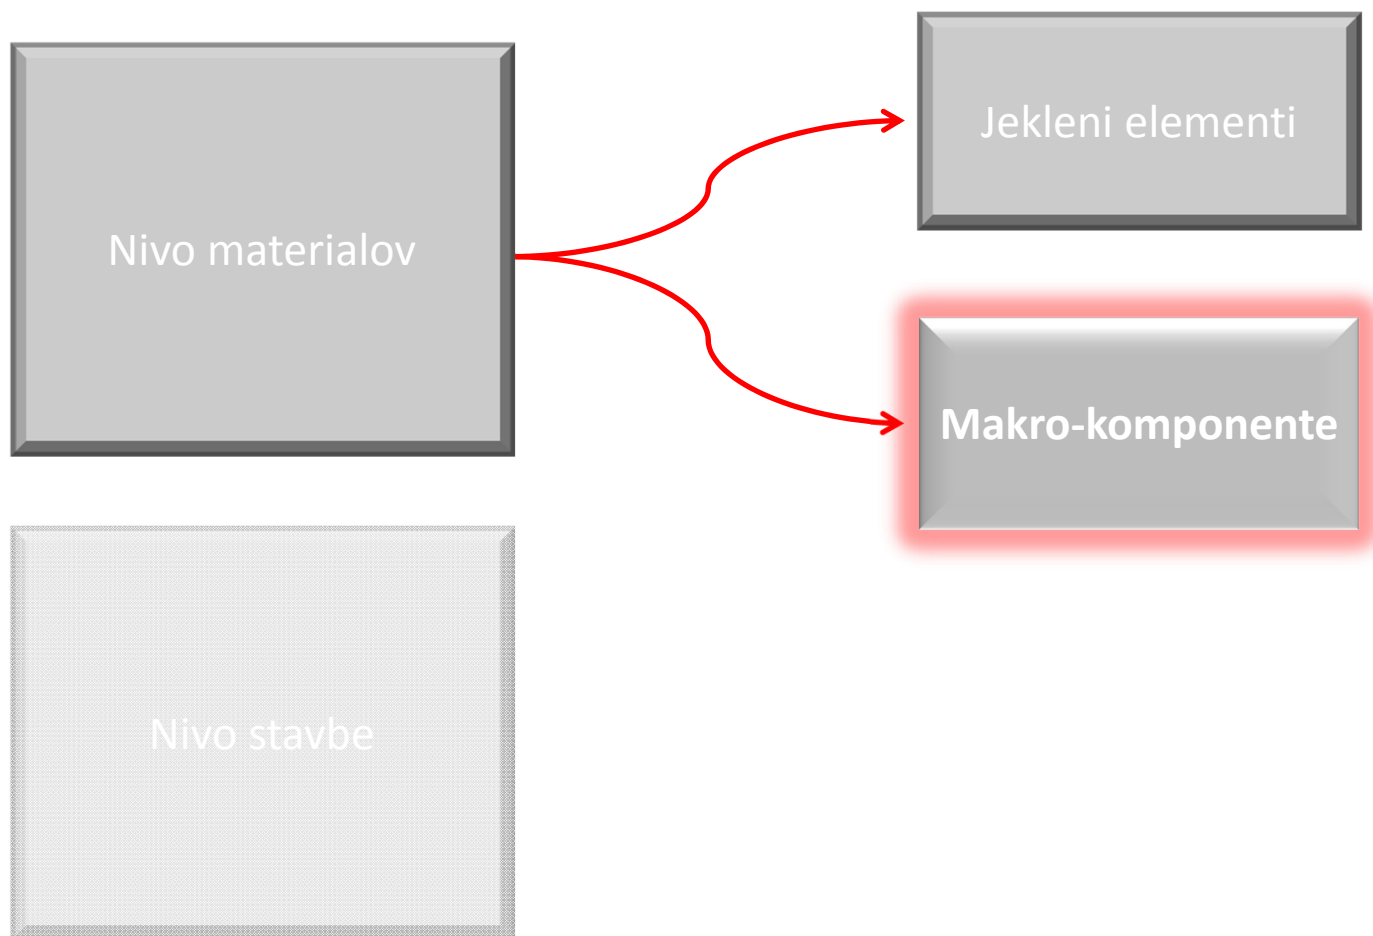 Jekleni elementi
Nivo materialov
Makro-komponente
Nivo stavbe